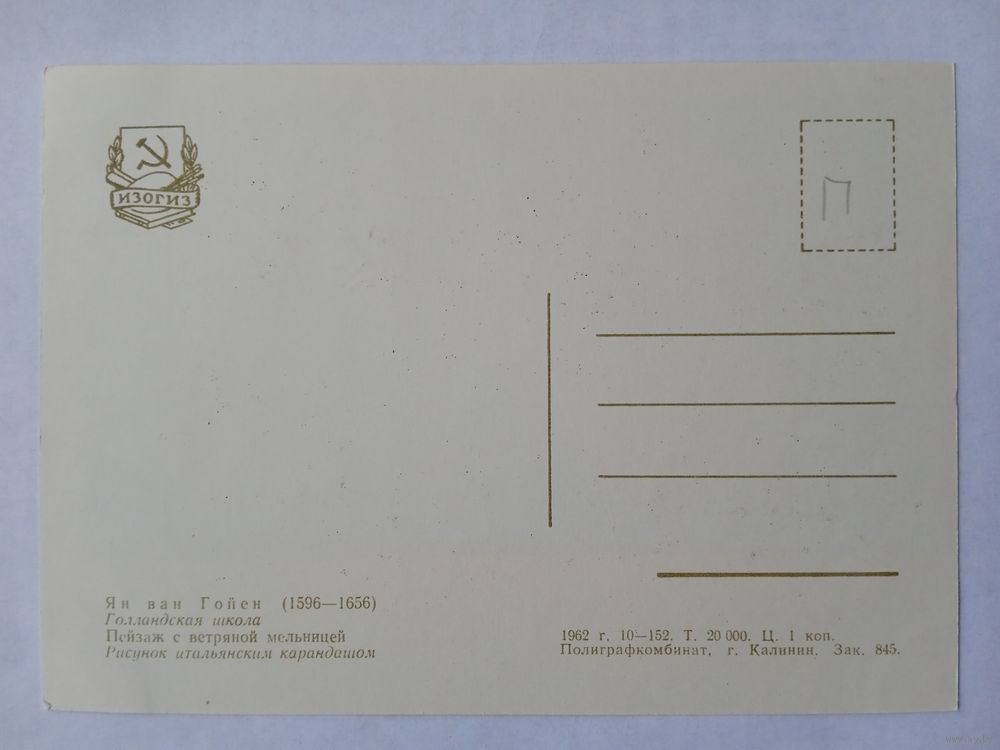 ИЗОГИЗ
П
Ян ван Гойен (1596—1656)
Голландская школа
Пейзаж с ветряной мельницей
Рисунок итальянским карандашом
1962 г. 10—152. Т. 20 000. Ц. 1 коп.
Полиграфкомбинат, г. Калинин. Зак. 845.